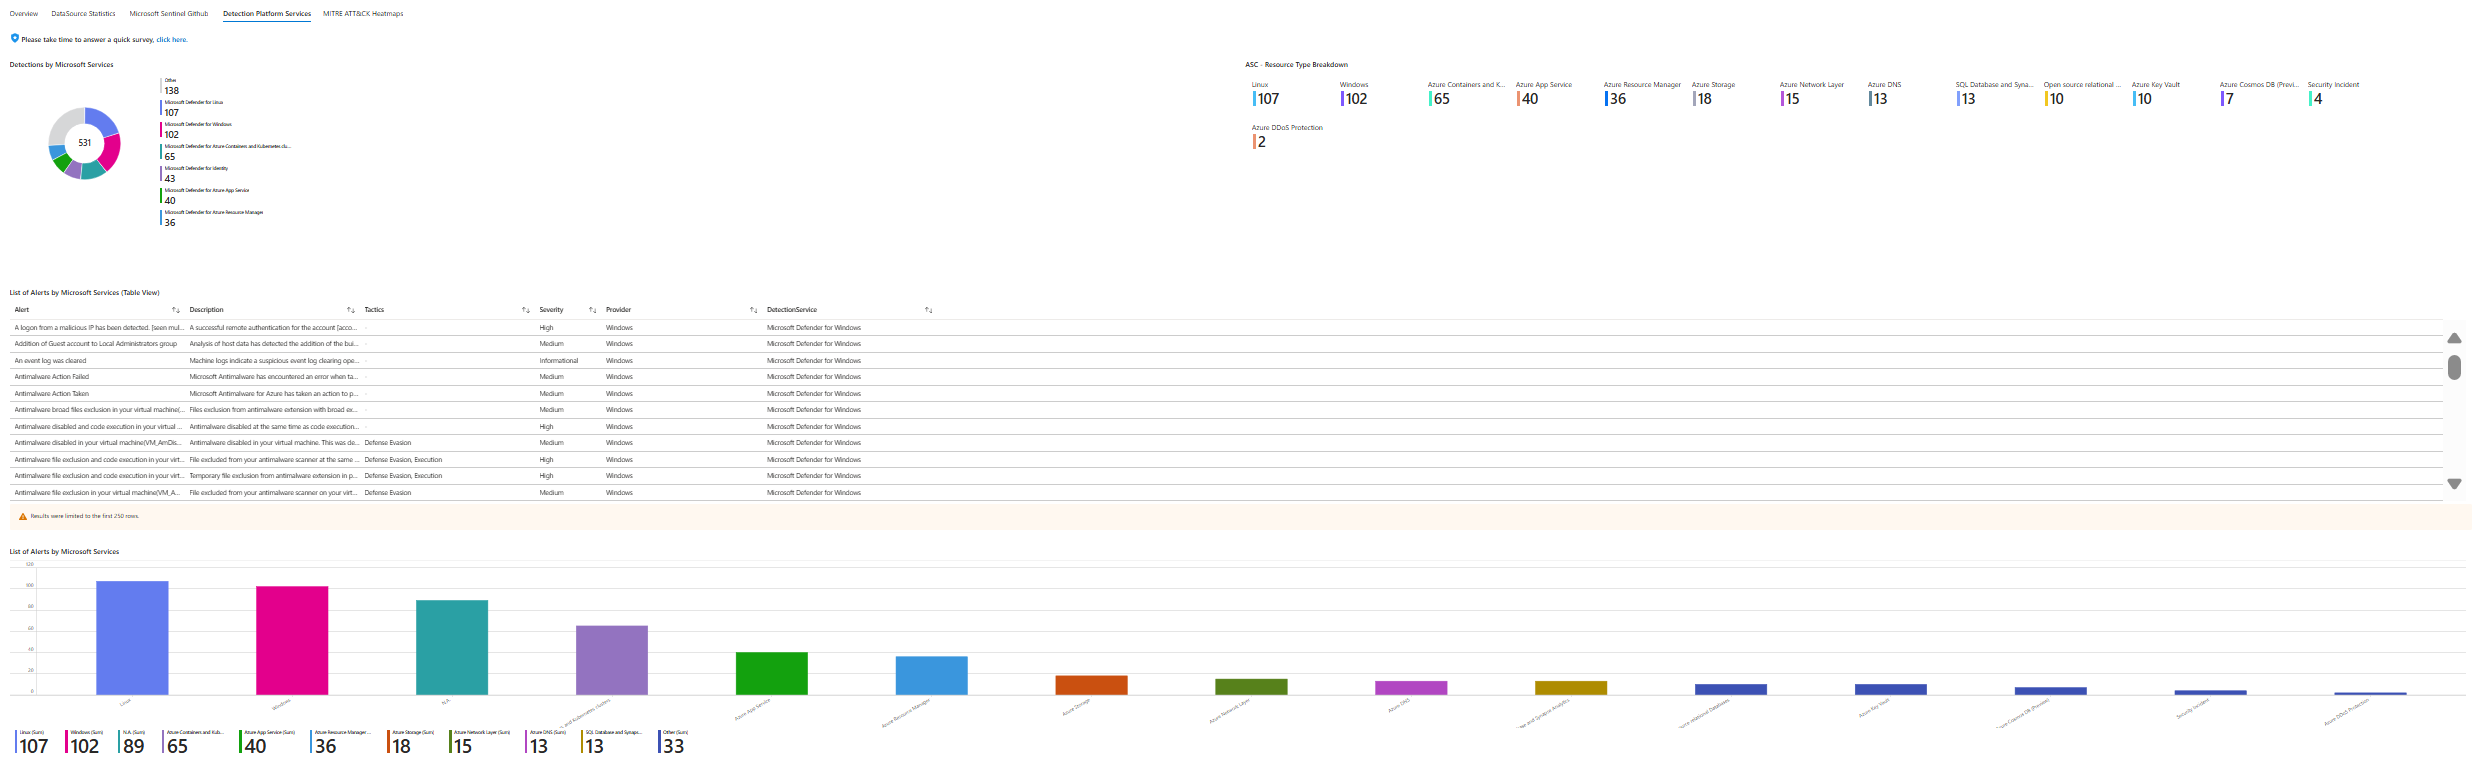 Overview DataSource Statistics Microsoft Sentinel Github Detection Platform Services MITRE ATT&CK Heatmaps
Please take time to answer a quick survey, click here.
Detections by Microsoft Services
531
Other
138
Microsoft Defender for Linux
107
Microsoft Defender for Windows
102
Microsoft Defender for Azure Containers and Kubernetes clu...
65
Microsoft Defender for Identity
43
Microsoft Defender for Azure App Service
40
Microsoft Defender for Azure Resource Manager
36
ASC - Resource Type Breakdown
Linux Windows Azure Containers and K... Azure App Service Azure Resource Manager Azure Storage Azure Network Layer Azure DNS SQL Database and Syna... Open source relational ... Azure Key Vault Azure Cosmos DB (Previ... Security Incident
107 102 65 40 36 18 15 13 13 10 10 7 4
Azure DDoS Protection
2
List of Alerts by Microsoft Services (Table View)
Alert Description Tactics Severity Provider DetectionService
A logon from a malicious IP has been detected. [seen mul... A successful remote authentication for the account [acco... - High Windows Microsoft Defender for Windows
Addition of Guest account to Local Administrators group Analysis of host data has detected the addition of the bui... - Medium Windows Microsoft Defender for Windows
An event log was cleared Machine logs indicate a suspicious event log clearing ope... - Informational Windows Microsoft Defender for Windows
Antimalware Action Failed Microsoft Antimalware has encountered an error when ta... - Medium Windows Microsoft Defender for Windows
Antimalware Action Taken Microsoft Antimalware for Azure has taken an action to p... - Medium Windows Microsoft Defender for Windows
Antimalware broad files exclusion in your virtual machine(... Files exclusion from antimalware extension with broad ex... - Medium Windows Microsoft Defender for Windows
Antimalware disabled and code execution in your virtual ... Antimalware disabled at the same time as code execution... - High Windows Microsoft Defender for Windows
Antimalware disabled in your virtual machine(VM_AmDis... Antimalware disabled in your virtual machine. This was de... Defense Evasion Medium Windows Microsoft Defender for Windows
Antimalware file exclusion and code execution in your virt... File excluded from your antimalware scanner at the same ... Defense Evasion, Execution High Windows Microsoft Defender for Windows
Antimalware file exclusion and code execution in your virt... Temporary file exclusion from antimalware extension in p... Defense Evasion, Execution High Windows Microsoft Defender for Windows
Antimalware file exclusion in your virtual machine(VM_A... File excluded from your antimalware scanner on your virt... Defense Evasion Medium Windows Microsoft Defender for Windows
Results were limited to the first 250 rows.
List of Alerts by Microsoft Services
120
100
80
60
40
20
0
Linux Windows N.A. and Kubernetes clusters Azure App Service Azure Resource Manager Azure Storage Azure Network Layer Azure DNS and Synapse Analytics relational Databases Azure Key Vault Cosmos DB (Preview) Security Incident Azure DDoS Protection
Linux (Sum) Windows (Sum) N.A. (Sum) Azure Containers and Kub... Azure App Service (Sum) Azure Resource Manager ... Azure Storage (Sum) Azure Network Layer (Sum) Azure DNS (Sum) SQL Database and Synaps... Other (Sum)
107 102 89 65 40 36 18 15 13 13 33